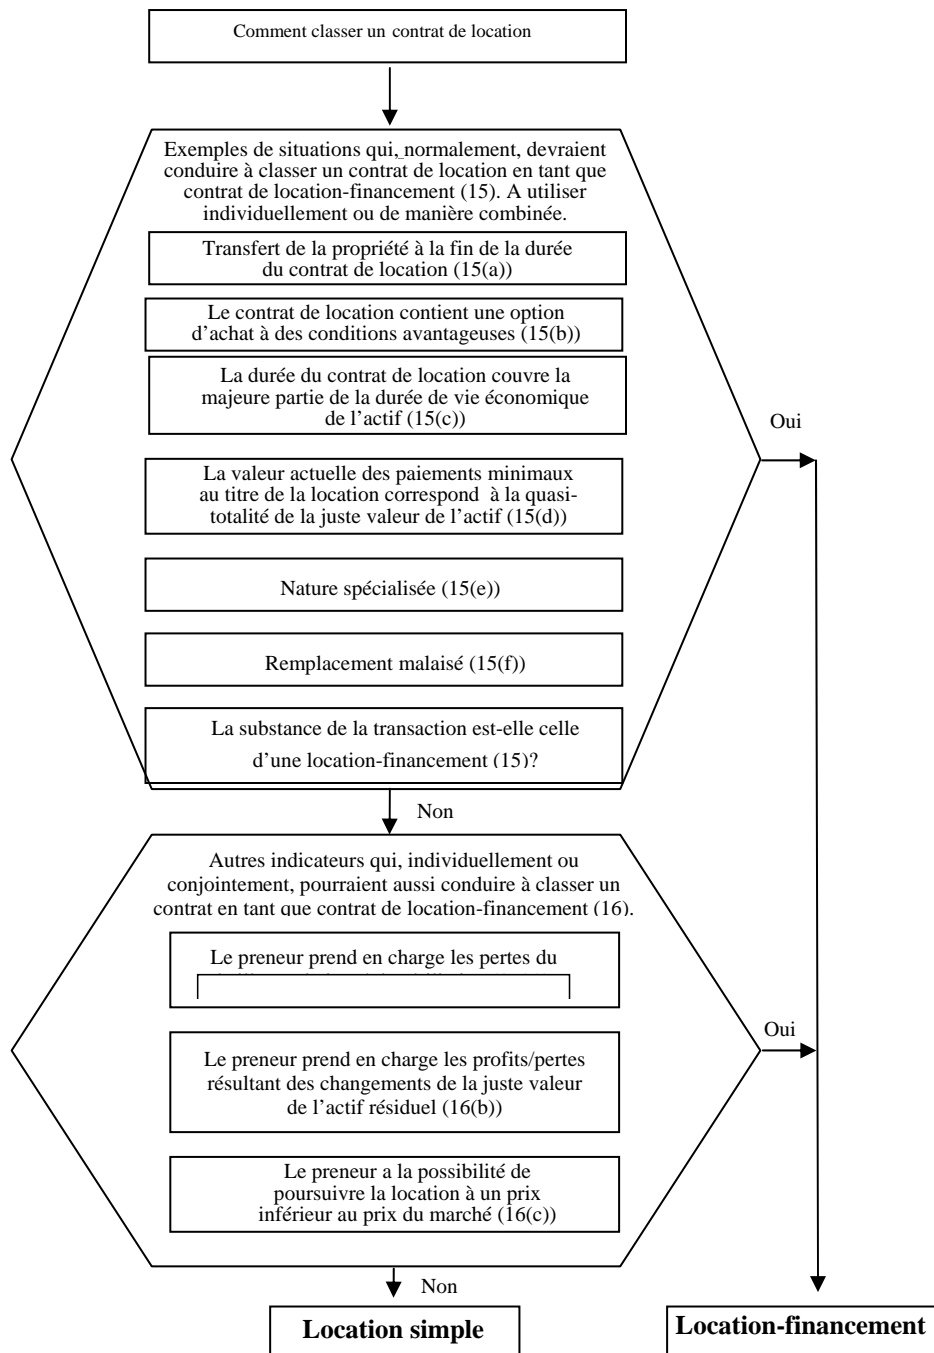 Comment classer un contrat de location
Exemples de situations qui, normalement, devraient
conduire à classer un contrat de location en tant que
contrat de location-financement (15). A utiliser
individuellement ou de manière combinée.
Transfert de la propriété à la fin de la durée
du contrat de location (15(a))
Le contrat de location contient une option
d’achat à des conditions avantageuses (15(b))
La durée du contrat de location couvre la
majeure partie de la durée de vie économique
de l’actif (15(c))
Oui
La valeur actuelle des paiements minimaux
au titre de la location correspond à la quasi-
totalité de la juste valeur de l’actif (15(d))
Nature spécialisée (15(e))
Remplacement malaisé (15(f))
La substance de la transaction est-elle celle
d’une location-financement (15)?
Non
Autres indicateurs qui, individuellement ou
conjointement, pourraient aussi conduire à classer un
contrat en tant que contrat de location-financement (16).
Le preneur prend en charge les pertes du
Oui
Le preneur prend en charge les profits/pertes
résultant des changements de la juste valeur
de l’actif résiduel (16(b))
Le preneur a la possibilité de
poursuivre la location à un prix
inférieur au prix du marché (16(c))
Non
Location simple
Location-financement